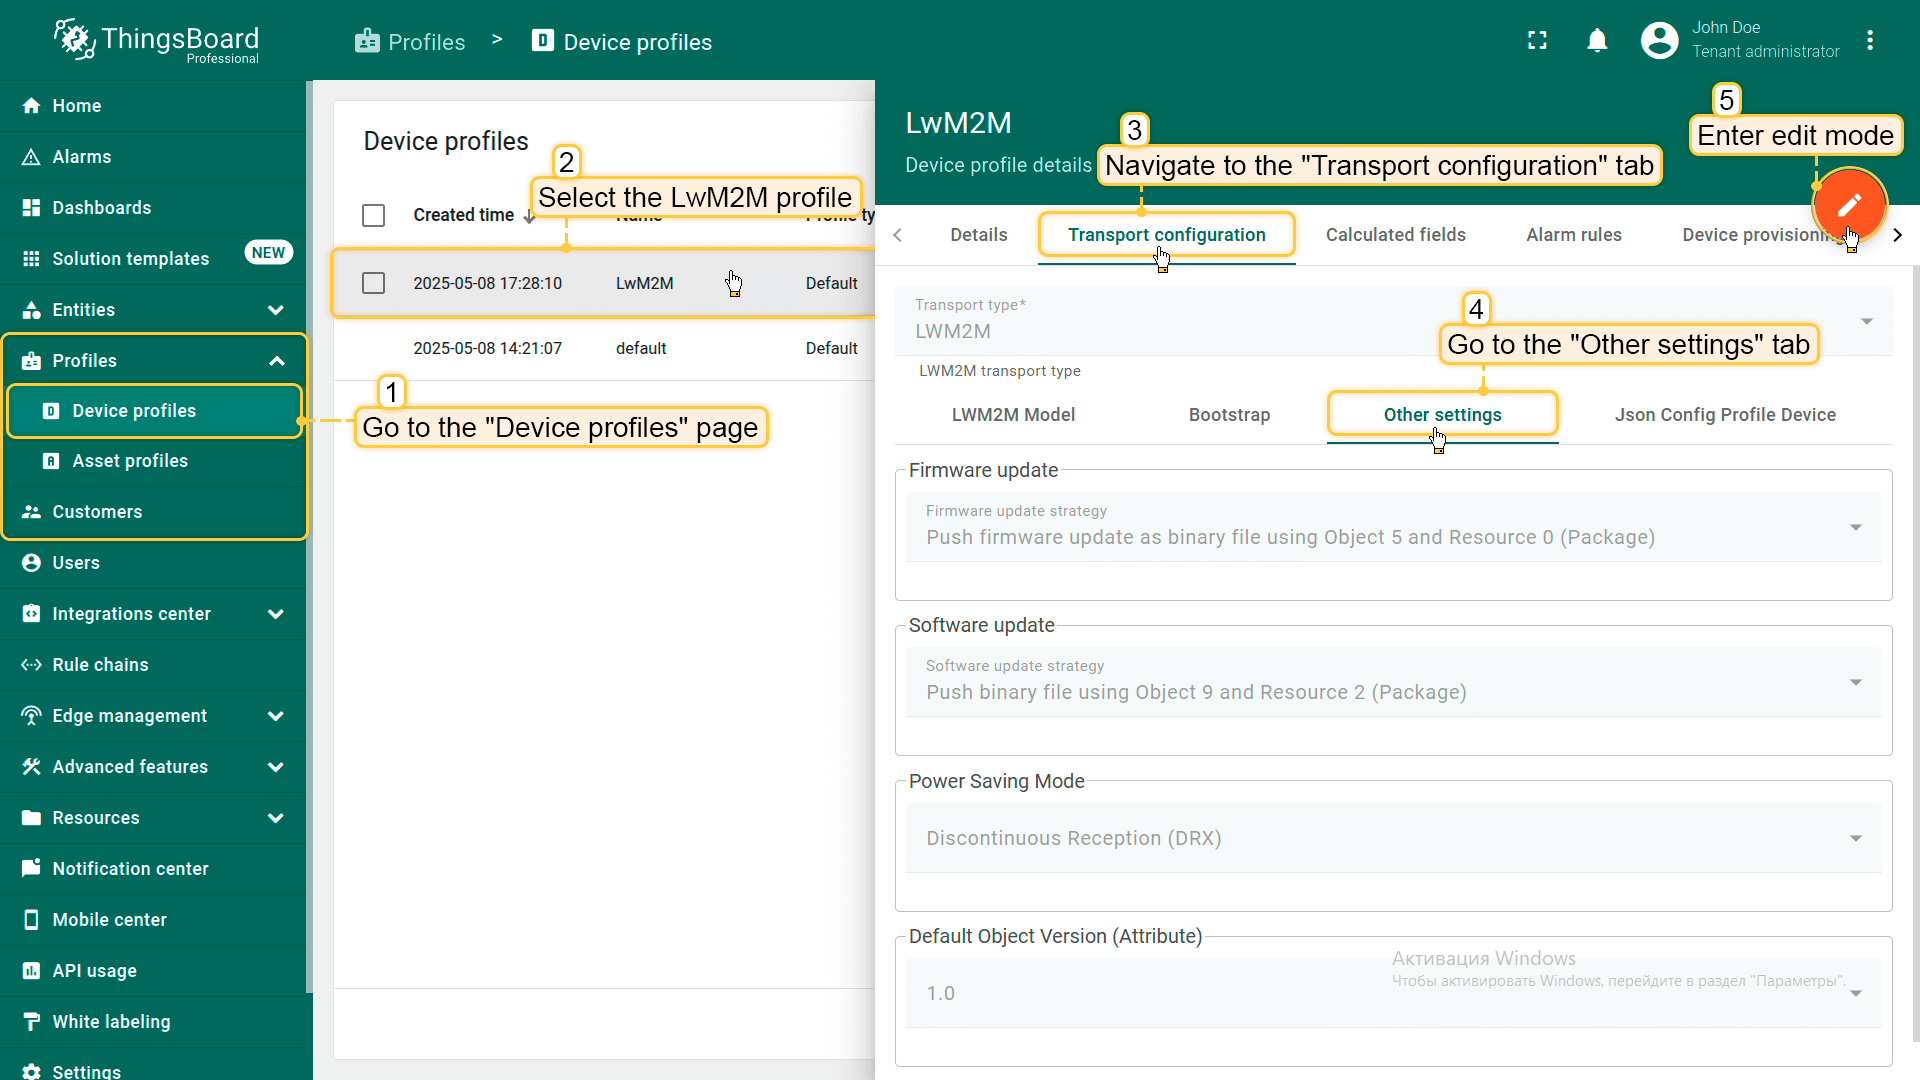 ThingsBoard
Professional
Profiles > Device profiles
John Doe
Tenant administrator
Home
Alarms
Dashboards
Solution templates NEW
Entities
Profiles
Device profiles
Asset profiles
Customers
Users
Integrations center
Rule chains
Edge management
Advanced features
Resources
Notification center
Mobile center
API usage
White labeling
Settings
1
Go to the "Device profiles" page
Device profiles
2
Select the LwM2M profile
Created time
2025-05-08 17:28:10 LwM2M Default
2025-05-08 14:21:07 default Default
LwM2M
Device profile details
3
Navigate to the "Transport configuration" tab
5
Enter edit mode
Details Transport configuration Calculated fields Alarm rules Device provisioning
Transport type*
LWM2M
LWM2M transport type
4
Go to the "Other settings" tab
LWM2M Model Bootstrap Other settings Json Config Profile Device
Firmware update
Firmware update strategy
Push firmware update as binary file using Object 5 and Resource 0 (Package)
Software update
Software update strategy
Push binary file using Object 9 and Resource 2 (Package)
Power Saving Mode
Discontinuous Reception (DRX)
Default Object Version (Attribute)
1.0
Активация Windows
Чтобы активировать Windows, перейдите в раздел "Параметры".